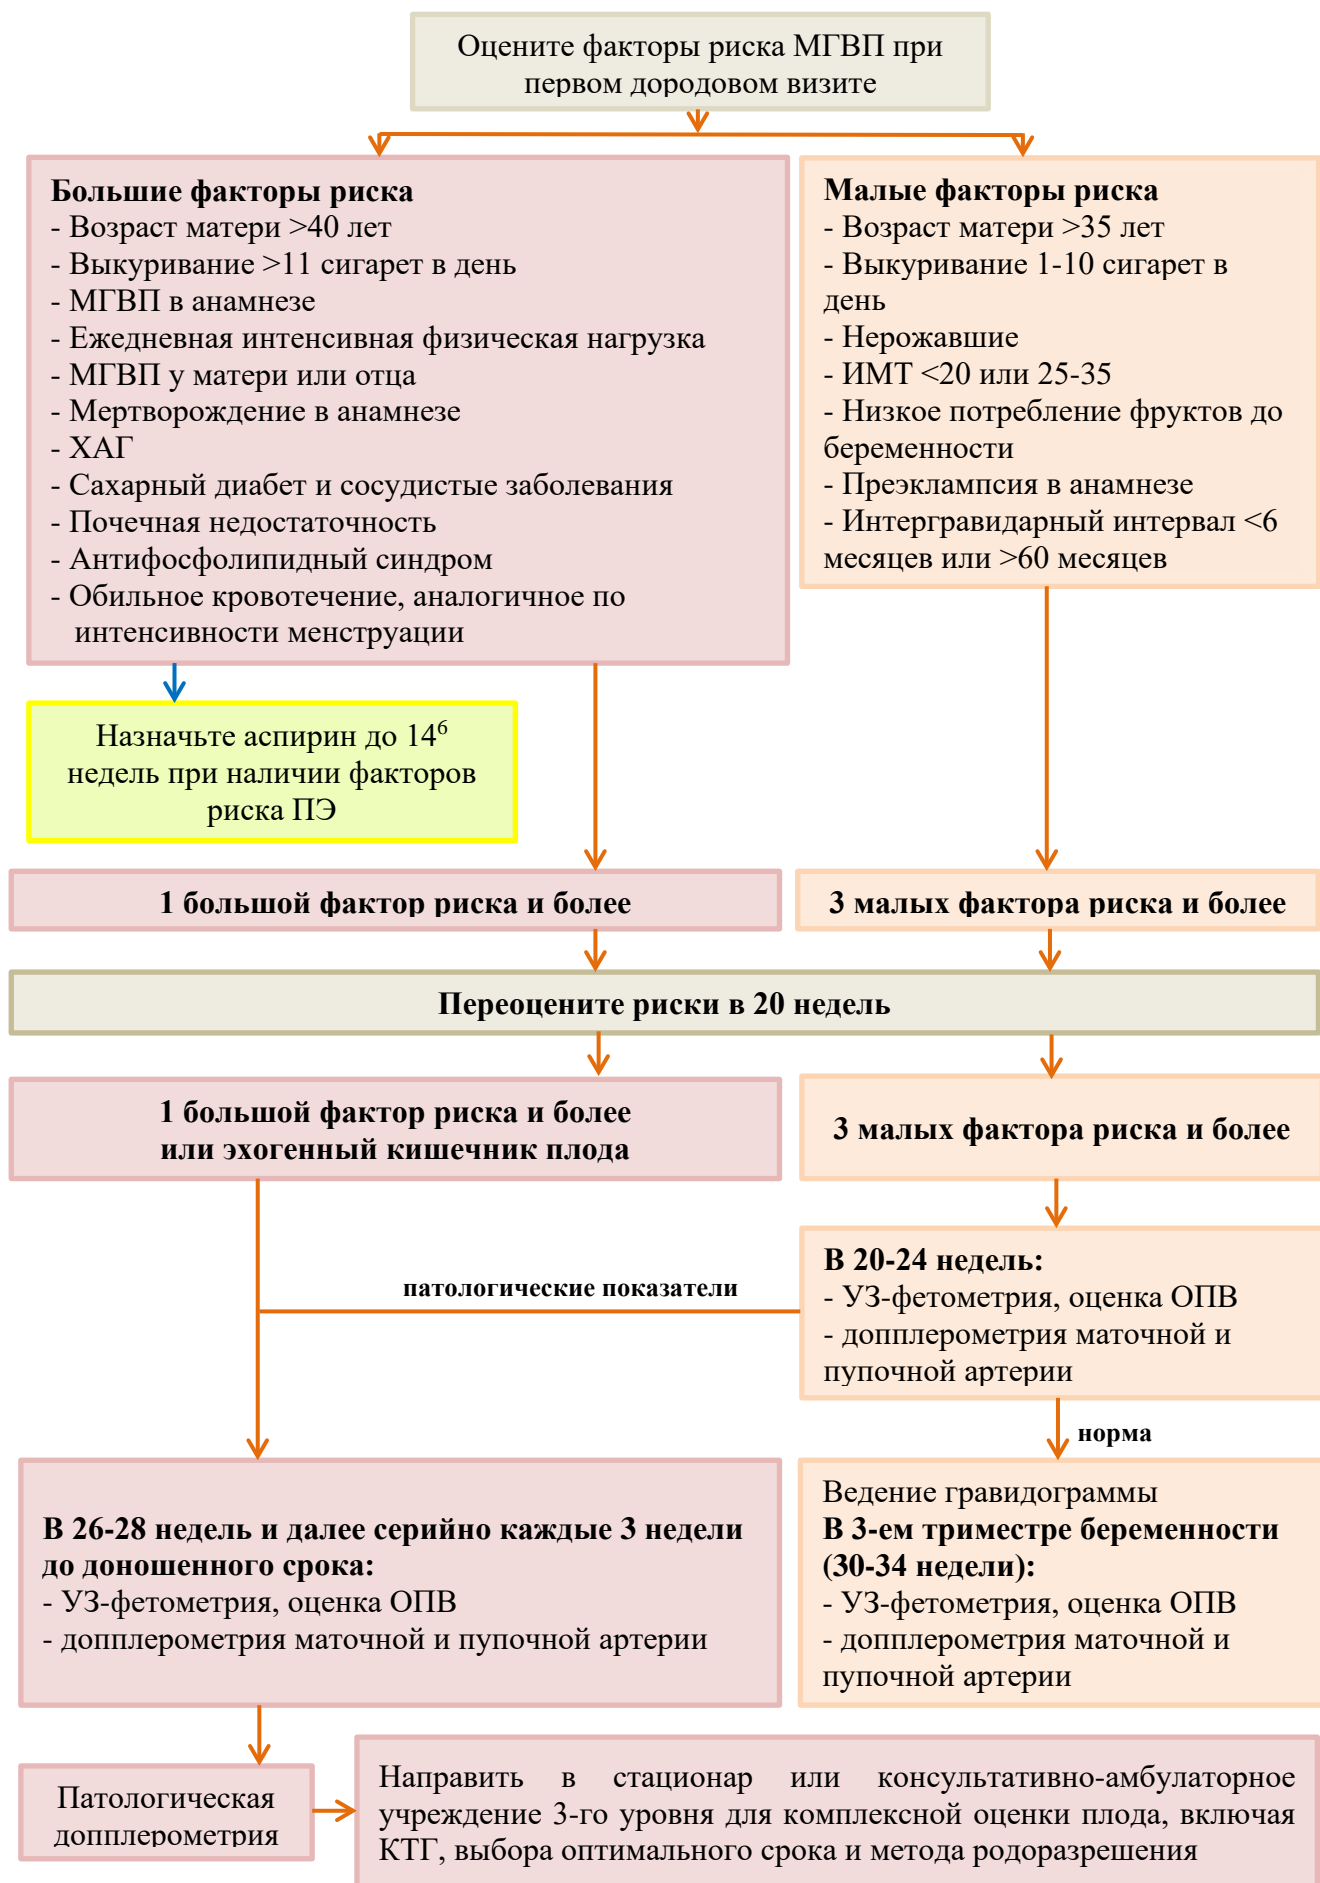 Оцените факторы риска МГВП при
первом дородовом визите
Большие факторы риска
- Возраст матери >40 лет
- Выкуривание >11 сигарет в день
- МГВП в анамнезе
- Ежедневная интенсивная физическая нагрузка
- МГВП у матери или отца
- Мертворождение в анамнезе
- ХАГ
- Сахарный диабет и сосудистые заболевания
- Почечная недостаточность
- Антифосфолипидный синдром
- Обильное кровотечение, аналогичное по
интенсивности менструации
Малые факторы риска
- Возраст матери >35 лет
- Выкуривание 1-10 сигарет в
день
- Нерожавшие
- ИМТ <20 или 25-35
- Низкое потребление фруктов до
беременности
- Преэклампсия в анамнезе
- Интергравидарный интервал <6
месяцев или >60 месяцев
Назначьте аспирин до 14⁶
недель при наличии факторов
риска ПЭ
1 большой фактор риска и более
3 малых фактора риска и более
Переоцените риски в 20 недель
1 большой фактор риска и более
или эхогенный кишечник плода
3 малых фактора риска и более
В 20-24 недель:
- УЗ-фетометрия, оценка ОПВ
- допплерометрия маточной и
пупочной артерии
патологические показатели
норма
В 26-28 недель и далее серийно каждые 3 недели
до доношенного срока:
- УЗ-фетометрия, оценка ОПВ
- допплерометрия маточной и пупочной артерии
Ведение гравидограммы
В 3-ем триместре беременности
(30-34 недели):
- УЗ-фетометрия, оценка ОПВ
- допплерометрия маточной и
пупочной артерии
Патологическая
допплерометрия
Направить в стационар или консультативно-амбулаторное
учреждение 3-го уровня для комплексной оценки плода, включая
КТГ, выбора оптимального срока и метода родоразрешения